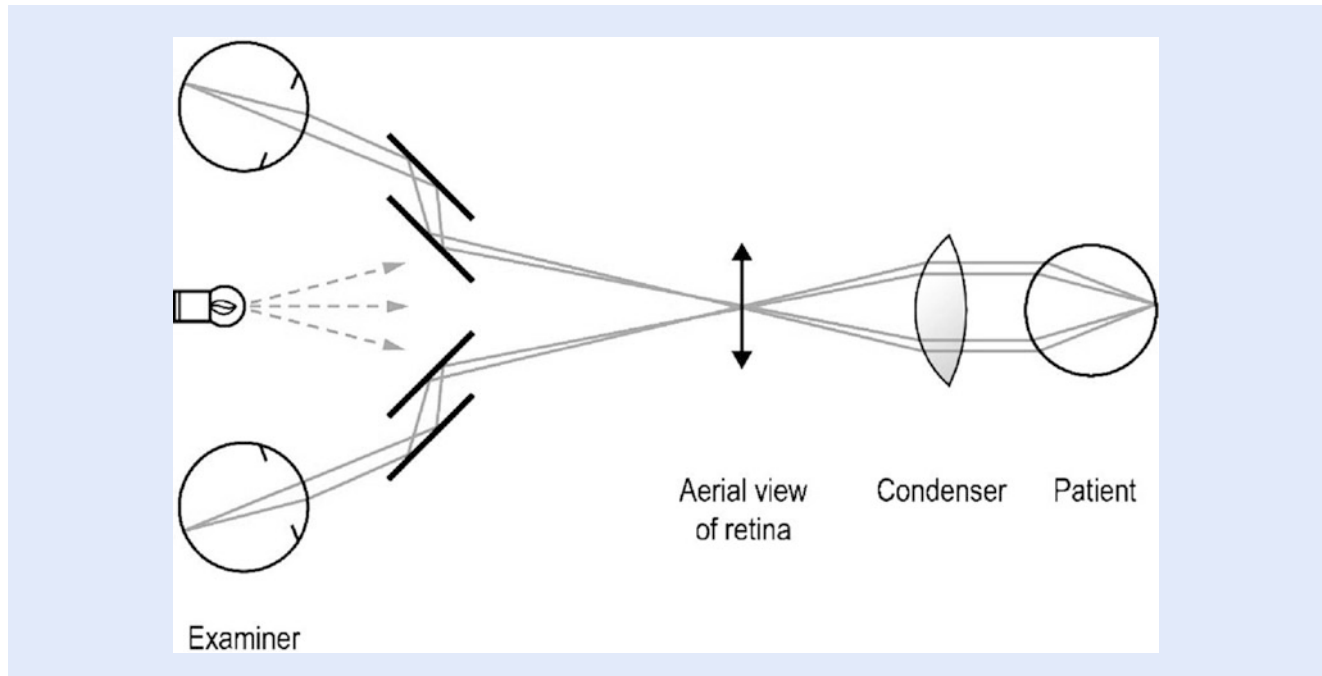 Aerial view
of retina
Condenser
Patient
Examiner